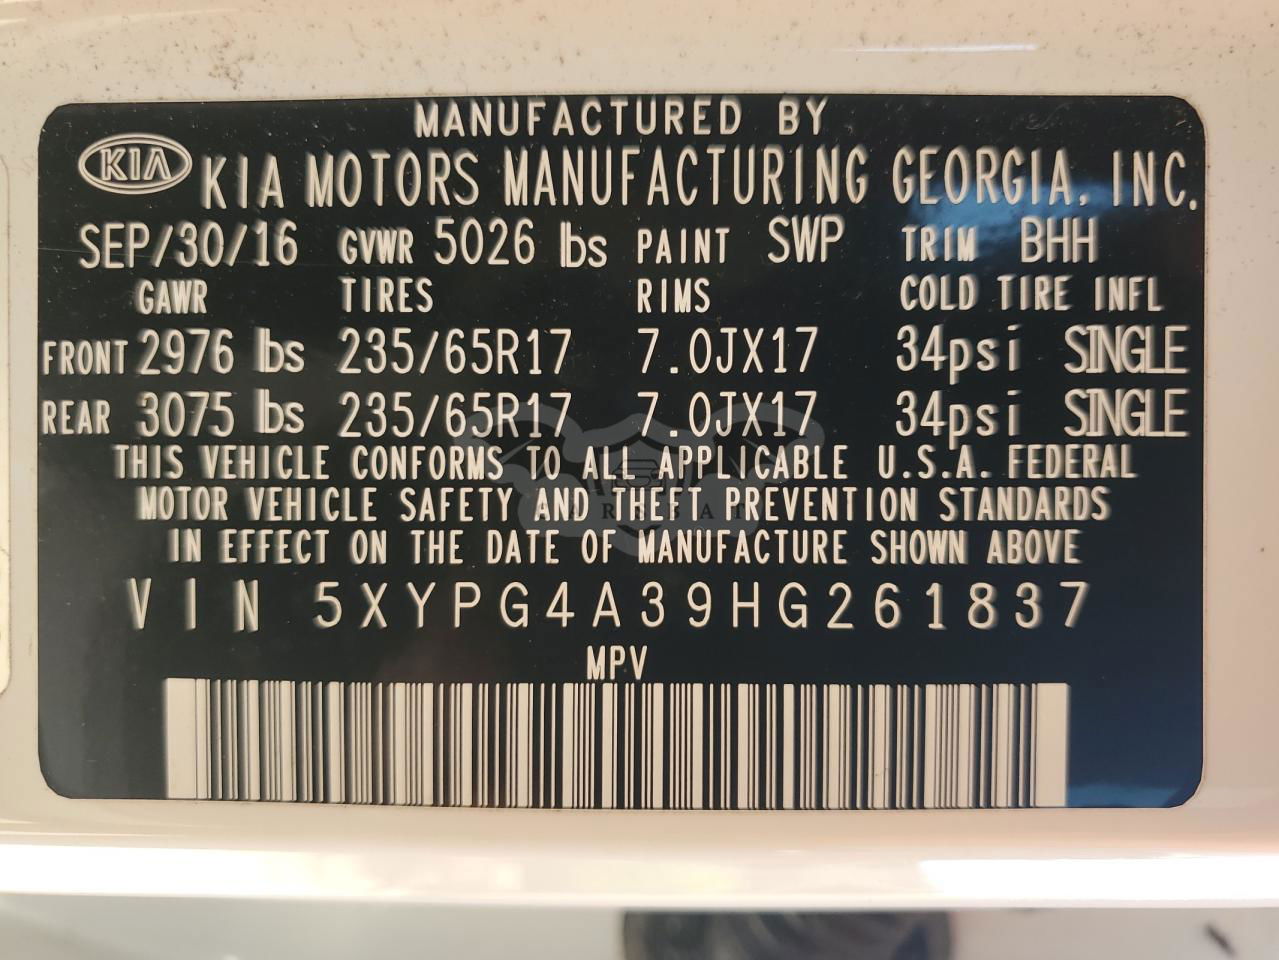 MANUFACTURED BY
KIA KIA MOTORS MANUFACTURING GEORGIA, INC.
SEP/30/16 GVWR 5026 lbs PAINT SWP TRIM BHH
GAWR TIRES RIMS COLD TIRE INFL
FRONT 2976 lbs 235/65R17 7.0JX17 34psi SINGLE
REAR 3075 lbs 235/65R17 7.0JX17 34psi SINGLE
THIS VEHICLE CONFORMS TO ALL APPLICABLE U.S.A. FEDERAL
MOTOR VEHICLE SAFETY AND THEFT PREVENTION STANDARDS
IN EFFECT ON THE DATE OF MANUFACTURE SHOWN ABOVE
VIN 5XYPG4A39HG261837
MPV